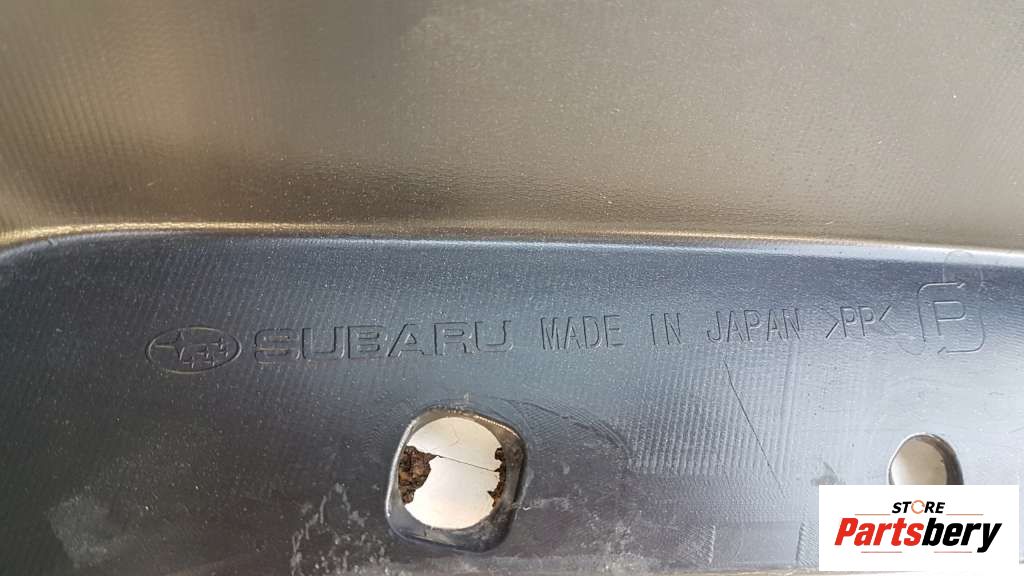 SUBARU MADE IN JAPAN >PP< P
STORE
Partsbery